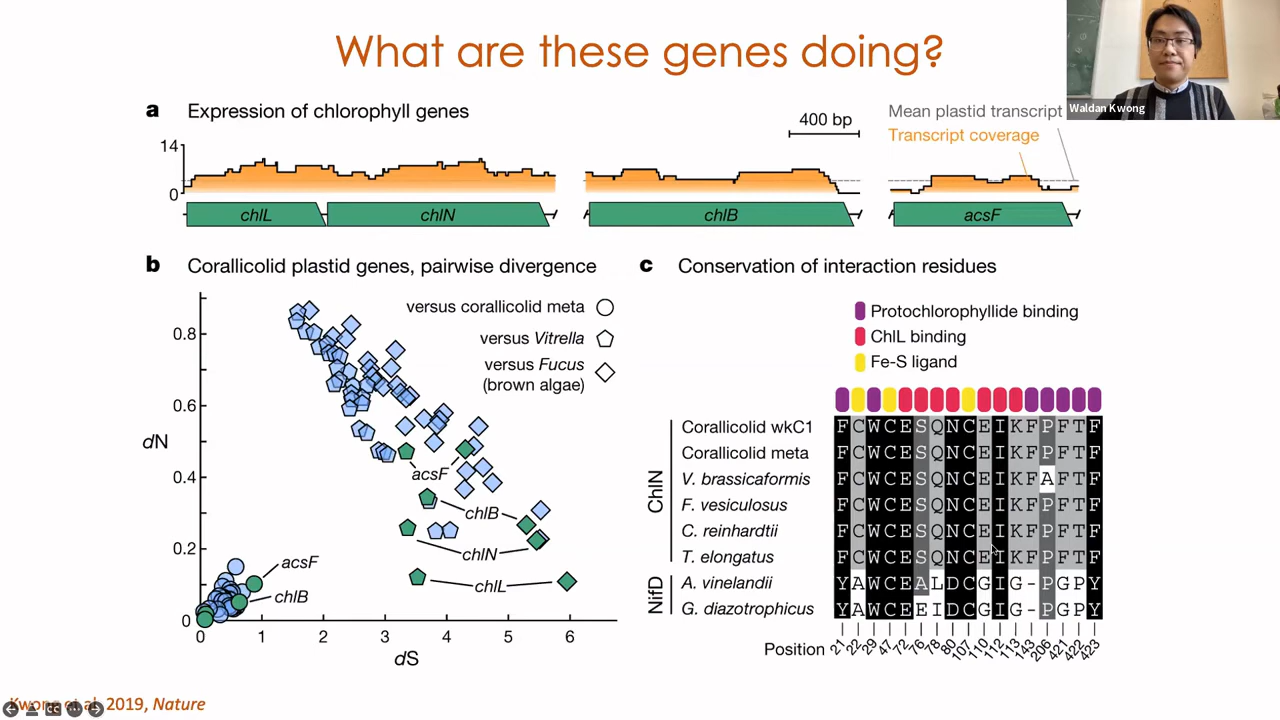 What are these genes doing?
Waldan Kwong
a Expression of chlorophyll genes
400 bp
Mean plastid transcript
Transcript coverage
14
0
chlL chlN chlB acsF
b Corallicolid plastid genes, pairwise divergence
versus corallicolid meta
versus Vitrella
versus Fucus
(brown algae)
0.8
0.6
dN
0.4
0.2
0
acsF
chlB
chlN
chlL
acsF
chlB
0 1 2 3 4 5 6
dS
c Conservation of interaction residues
Protochlorophyllide binding
ChlL binding
Fe-S ligand
ChlN
Corallicolid wkC1 FCWCESQNCEIKFPFTF
Corallicolid meta FCWCESQNCEIKFPFTF
V. brassicaformis FCWCESQNCEIKFAFTF
F. vesiculosus FCWCESQNCEIKFPFTF
C. reinhardtii FCWCESQNCEIKFPFTF
T. elongatus FCWCESQNCEIKFPFTF
NifD
A. vinelandii YAWCEALDCGIG-PGPY
G. diazotrophicus YAWCEEIDCGIG-PGPY
Position 21 22 29 47 72 76 78 80 107 110 112 113 143 206 421 422 423
Kwong et al. 2019, Nature